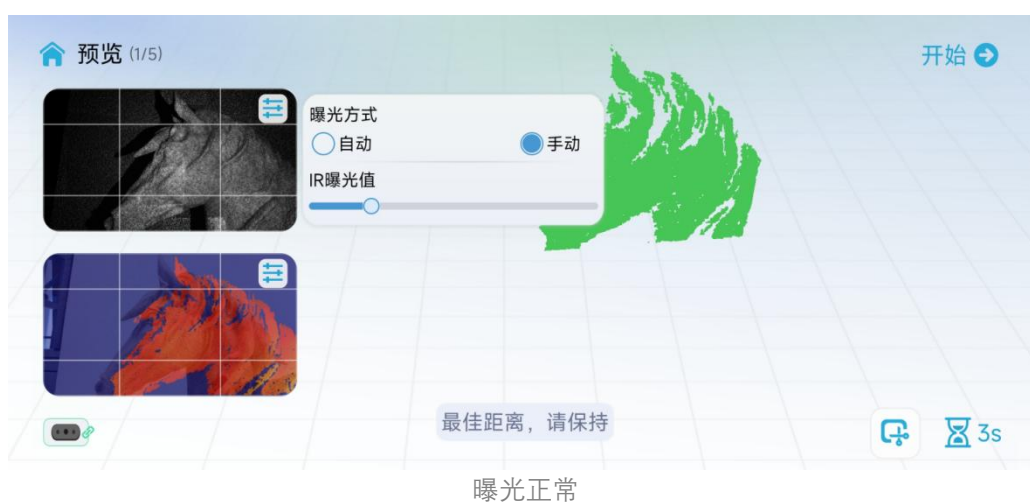 预览 (1/5)
开始
曝光方式
自动
手动
IR曝光值
最佳距离，请保持
3s
曝光正常